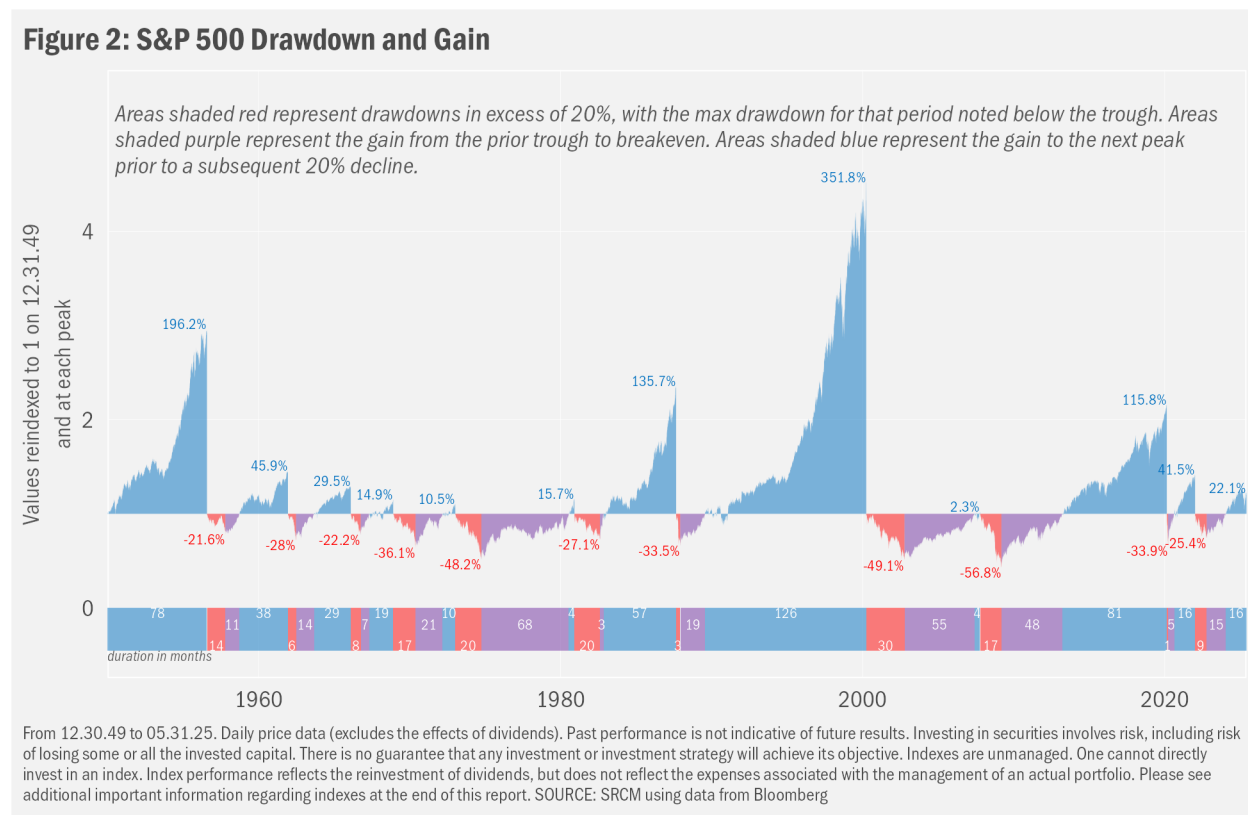 Figure 2: S&P 500 Drawdown and Gain
Areas shaded red represent drawdowns in excess of 20%, with the max drawdown for that period noted below the trough. Areas
shaded purple represent the gain from the prior trough to breakeven. Areas shaded blue represent the gain to the next peak
prior to a subsequent 20% decline.
Values reindexed to 1 on 12.31.49
and at each peak
4
2
0
351.8%
196.2%
135.7%
115.8%
45.9%
29.5%
14.9%
10.5%
15.7%
2.3%
41.5%
22.1%
-21.6%
-28%
-22.2%
-36.1%
-48.2%
-27.1%
-33.5%
-49.1%
-56.8%
-33.9%
-25.4%
78 38 29 19 10 4 57 126 4 81 16 16
11 14 7 21 68 3 19 55 48 5 15
14 6 8 17 20 20 3 30 17 1 9
duration in months
1960 1980 2000 2020
From 12.30.49 to 05.31.25. Daily price data (excludes the effects of dividends). Past performance is not indicative of future results. Investing in securities involves risk, including risk
of losing some or all the invested capital. There is no guarantee that any investment or investment strategy will achieve its objective. Indexes are unmanaged. One cannot directly
invest in an index. Index performance reflects the reinvestment of dividends, but does not reflect the expenses associated with the management of an actual portfolio. Please see
additional important information regarding indexes at the end of this report. SOURCE: SRCM using data from Bloomberg